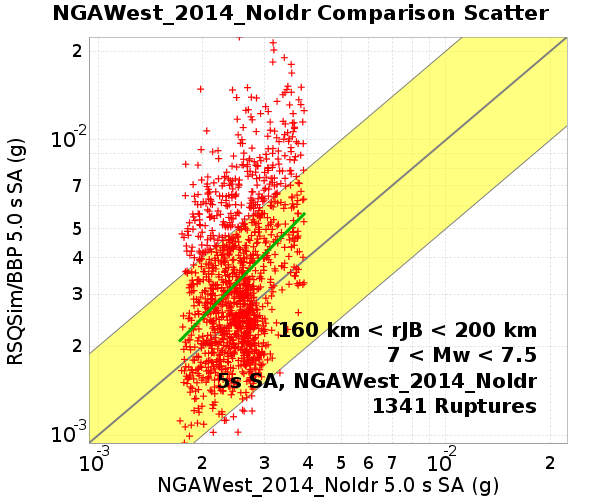 NGAWest_2014_NoIdr Comparison Scatter
RSQSim/BBP 5.0 s SA (g)
2
10-2
7
5
4
3
2
10-3
160 km < rJB < 200 km
7 < Mw < 7.5
5s SA, NGAWest_2014_NoIdr
1341 Ruptures
10-3 2 3 4 5 6 7 10-2 2
NGAWest_2014_NoIdr 5.0 s SA (g)